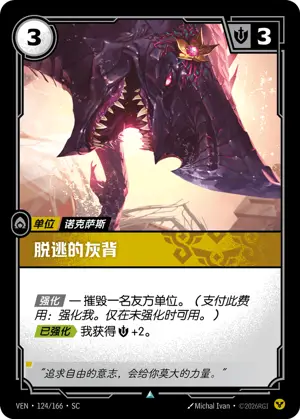 3
3
单位 诺克萨斯
脱逃的灰背
强化 — 摧毁一名友方单位。（支付此费
用：强化我。仅在未强化时可用。）
已强化 我获得 +2。
"追求自由的意志，会给你莫大的力量。"
VEN • 124/166 • SC
Michal Ivan • ©2026RGI